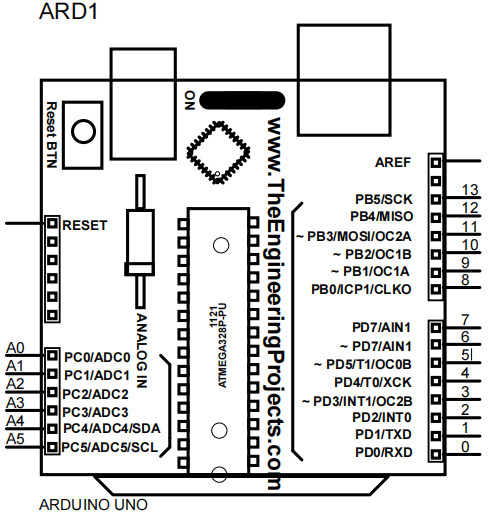 ARD1
ON
Reset BTN
www.TheEngineeringProjects.com
AREF
PB5/SCK 13
PB4/MISO 12
~ PB3/MOSI/OC2A 11
~ PB2/OC1B 10
~ PB1/OC1A 9
PB0/ICP1/CLKO 8
RESET
1121
ATMEGA328P-PU
ANALOG IN
A0 PC0/ADC0
A1 PC1/ADC1
A2 PC2/ADC2
A3 PC3/ADC3
A4 PC4/ADC4/SDA
A5 PC5/ADC5/SCL
PD7/AIN1 7
~ PD7/AIN1 6
~ PD5/T1/OC0B 5
PD4/T0/XCK 4
~ PD3/INT1/OC2B 3
PD2/INT0 2
PD1/TXD 1
PD0/RXD 0
ARDUINO UNO